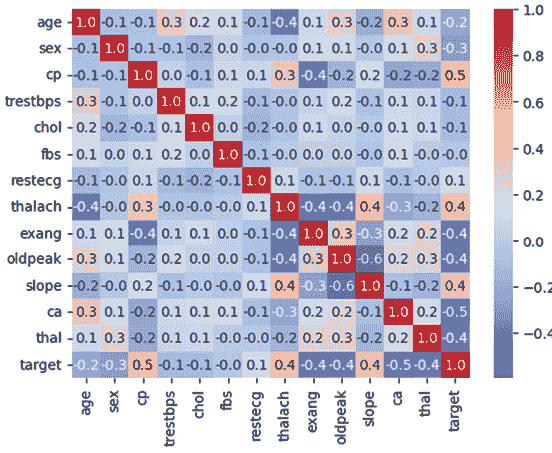 age 1.0 -0.1 -0.1 0.3 0.2 0.1 -0.1 -0.4 0.1 0.3 -0.2 0.3 0.1 -0.2
sex -0.1 1.0 -0.1 -0.1 -0.2 0.0 -0.0 -0.0 0.1 0.1 -0.0 0.1 0.3 -0.3
cp -0.1 -0.1 1.0 0.0 -0.1 0.1 0.1 0.3 -0.4 -0.2 0.2 -0.2 -0.2 0.5
trestbps 0.3 -0.1 0.0 1.0 0.1 0.2 -0.1 -0.0 0.1 0.2 -0.1 0.1 0.1 -0.1
chol 0.2 -0.2 -0.1 0.1 1.0 0.0 -0.2 -0.0 0.1 0.0 -0.0 0.1 0.1 -0.1
fbs 0.1 0.0 0.1 0.2 0.0 1.0 -0.1 -0.0 0.0 0.0 -0.0 0.1 -0.0 -0.0
restecg -0.1 -0.0 0.1 -0.1 -0.2 -0.1 1.0 0.1 -0.1 -0.1 0.1 -0.1 -0.0 0.1
thalach -0.4 -0.0 0.3 -0.0 -0.0 -0.0 0.1 1.0 -0.4 -0.4 0.4 -0.3 -0.2 0.4
exang 0.1 0.1 -0.4 0.1 0.1 0.0 -0.1 -0.4 1.0 0.3 -0.3 0.2 0.2 -0.4
oldpeak 0.3 0.1 -0.2 0.2 0.0 0.0 -0.1 -0.4 0.3 1.0 -0.6 0.2 0.3 -0.4
slope -0.2 -0.0 0.2 -0.1 -0.0 -0.0 0.1 0.4 -0.3 -0.6 1.0 -0.1 -0.2 0.4
ca 0.3 0.1 -0.2 0.1 0.1 0.1 -0.1 -0.3 0.2 0.2 -0.1 1.0 0.2 -0.5
thal 0.1 0.3 -0.2 0.1 0.1 -0.0 -0.0 -0.2 0.2 0.3 -0.2 0.2 1.0 -0.4
target -0.2 -0.3 0.5 -0.1 -0.1 -0.0 0.1 0.4 -0.4 -0.4 0.4 -0.5 -0.4 1.0
age sex cp trestbps chol fbs restecg thalach exang oldpeak slope ca thal target
1.0
0.8
0.6
0.4
0.2
0.0
-0.2
-0.4